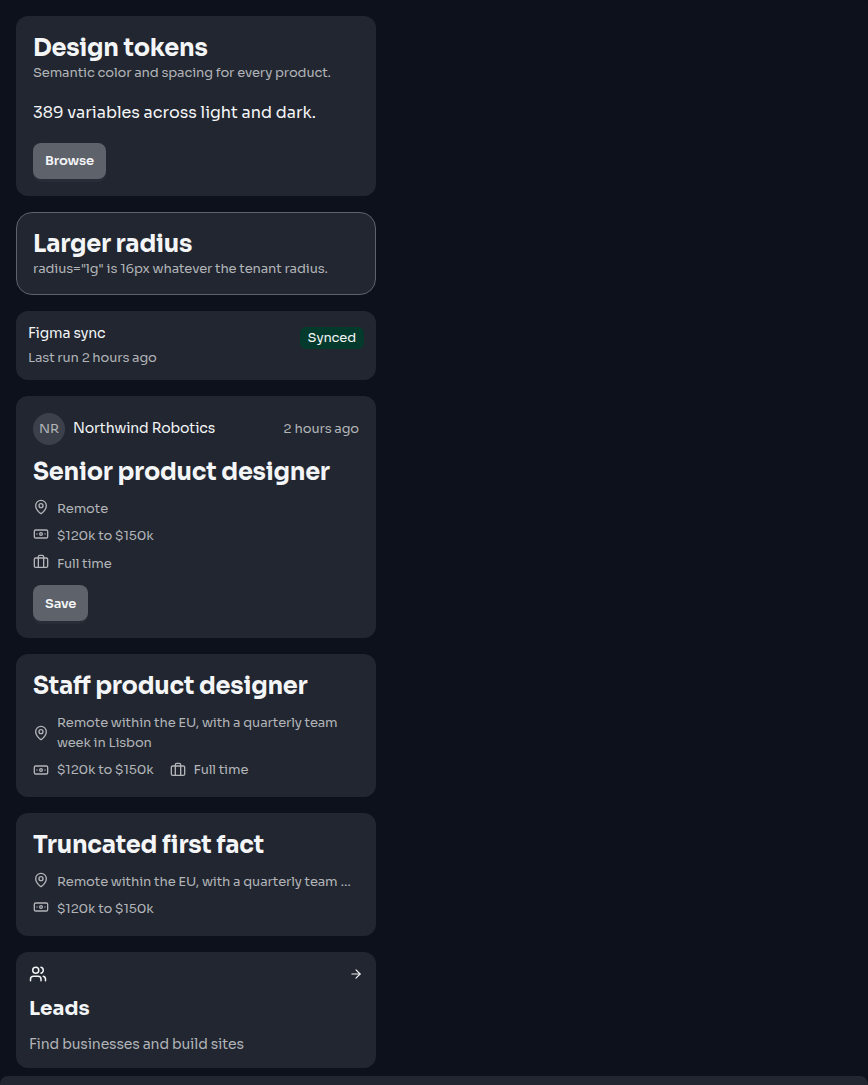 Design tokens
Semantic color and spacing for every product.
389 variables across light and dark.
Browse
Larger radius
radius="lg" is 16px whatever the tenant radius.
Figma sync
Synced
Last run 2 hours ago
NR Northwind Robotics 2 hours ago
Senior product designer
Remote
$120k to $150k
Full time
Save
Staff product designer
Remote within the EU, with a quarterly team
week in Lisbon
$120k to $150k Full time
Truncated first fact
Remote within the EU, with a quarterly team ...
$120k to $150k
Leads
Find businesses and build sites